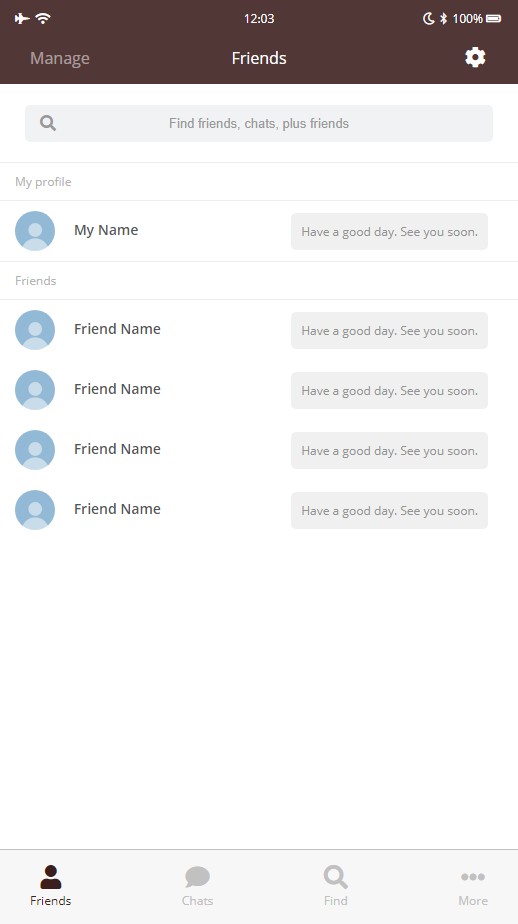 12:03
100%
Manage
Friends
Find friends, chats, plus friends
My profile
My Name
Have a good day. See you soon.
Friends
Friend Name
Have a good day. See you soon.
Friend Name
Have a good day. See you soon.
Friend Name
Have a good day. See you soon.
Friend Name
Have a good day. See you soon.
Friends
Chats
Find
More